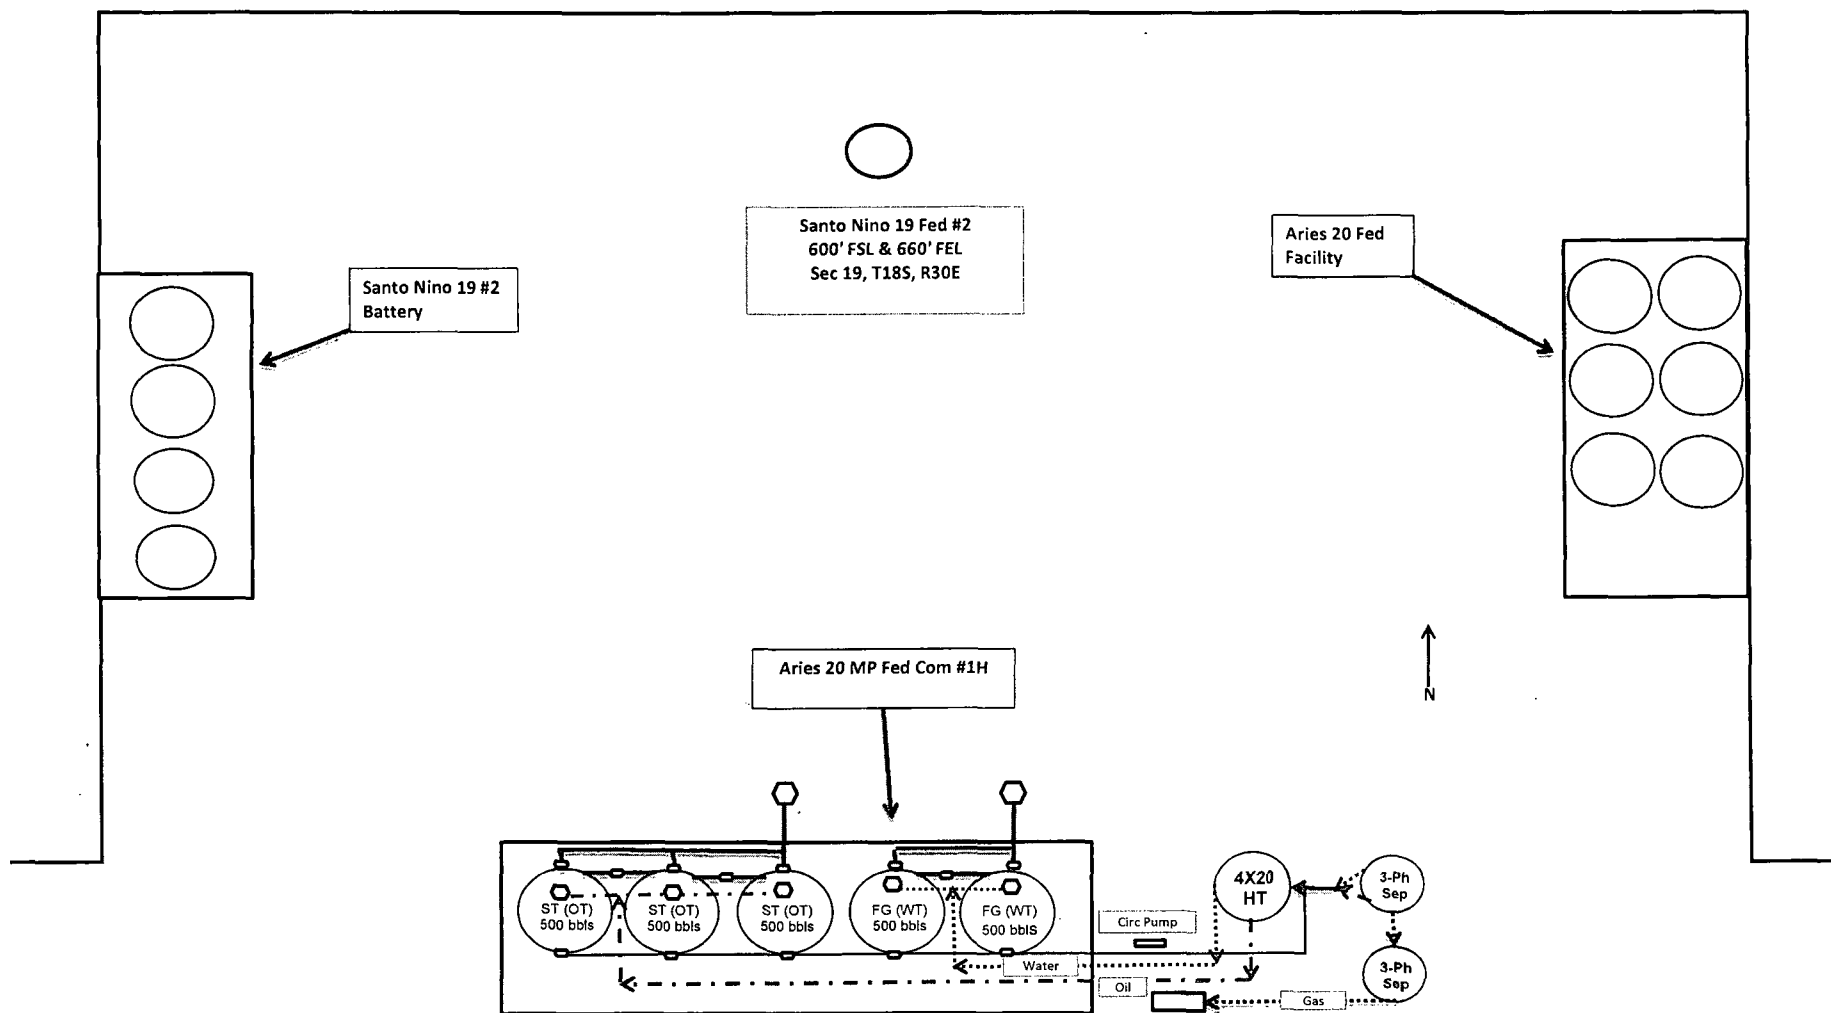 Santo Nino 19 Fed #2
600' FSL & 660' FEL
Sec 19, T18S, R30E
Aries 20 Fed
Facility
Santo Nino 19 #2
Battery
Aries 20 MP Fed Com #1H
N
ST (OT)
500 bbls
ST (OT)
500 bbls
ST (OT)
500 bbls
FG (WT)
500 bbls
FG (WT)
500 bblS
4X20
HT
3-Ph
Sep
Circ Pump
Water
Oil
3-Ph
Sep
Gas